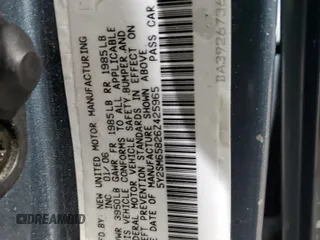 MFD BY: NEW UNITED MOTOR MANUFACTURING
INC 01/06
GVWR 3950LB GAWR FR 1985LB RR 1985LB
THIS VEHICLE CONFORMS TO ALL APPLICABLE
FEDERAL MOTOR VEHICLE SAFETY, BUMPER AND
THEFT PREVENTION STANDARDS IN EFFECT ON
THE DATE OF MANUFACTURE SHOWN ABOVE.
5Y2SM65826Z425965 PASS CAR